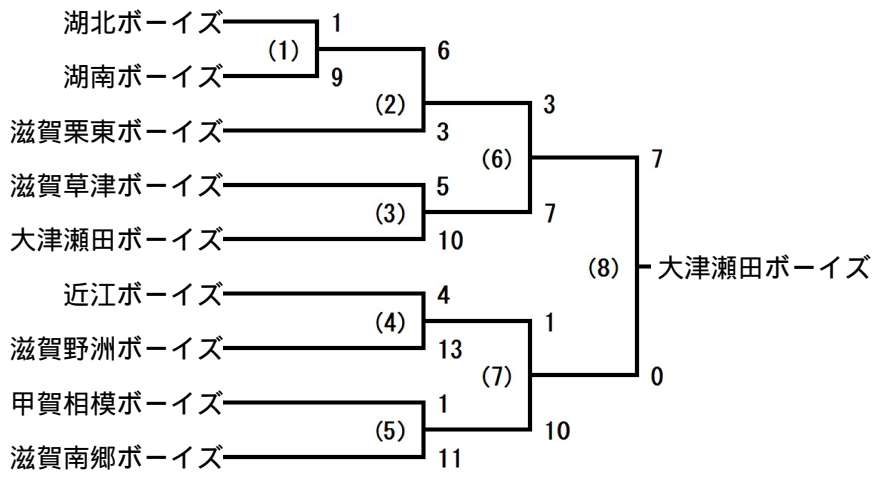 湖北ボーイズ 1
(1) 6
湖南ボーイズ 9
(2) 3
滋賀栗東ボーイズ 3
(6) 7
滋賀草津ボーイズ 5
(3) 7
大津瀬田ボーイズ 10
(8) 大津瀬田ボーイズ
近江ボーイズ 4
(4) 1
滋賀野洲ボーイズ 13
(7) 0
甲賀相模ボーイズ 1
(5) 10
滋賀南郷ボーイズ 11